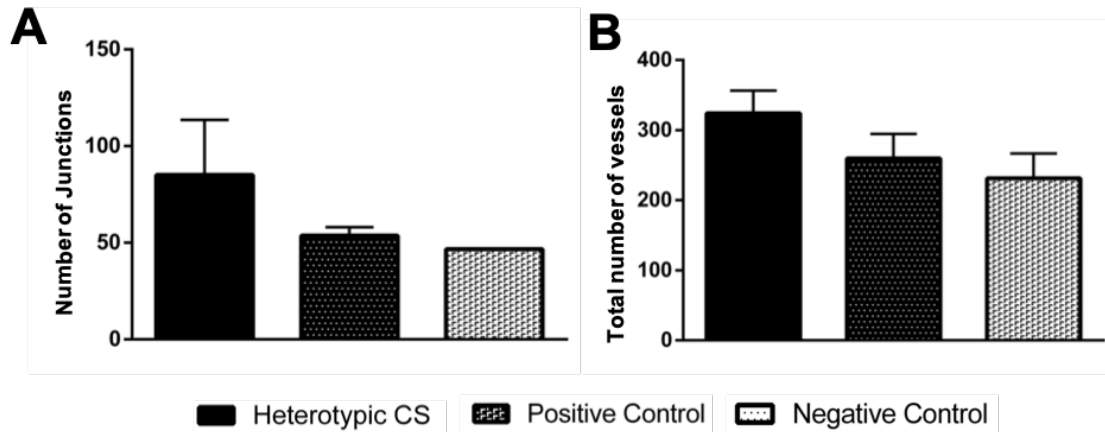 A
Number of Junctions
150
100
50
0
B
Total number of vessels
400
300
200
100
0
Heterotypic CS
Positive Control
Negative Control